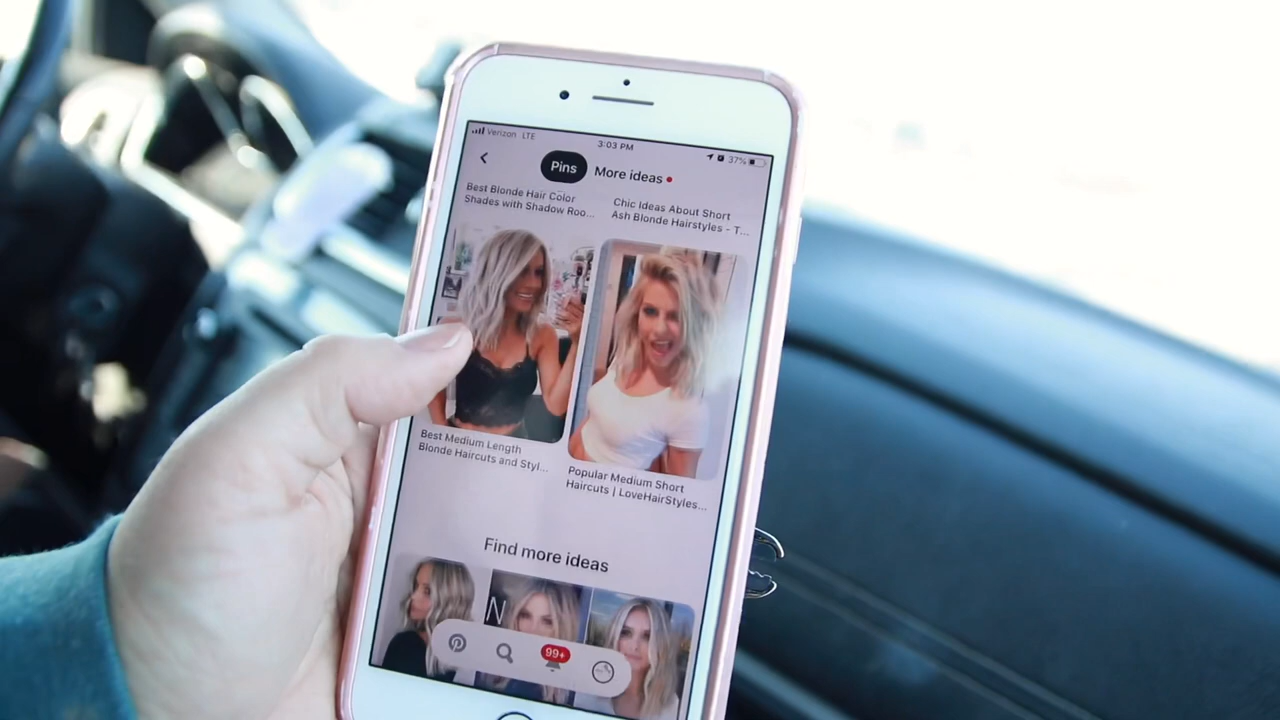 Verizon LTE
3:03 PM
37%
Pins
More ideas
Best Blonde Hair Color
Shades with Shadow Roo...
Chic Ideas About Short
Ash Blonde Hairstyles - T...
Best Medium Length
Blonde Haircuts and Styl...
Popular Medium Short
Haircuts | LoveHairStyles...
Find more ideas
N
99+